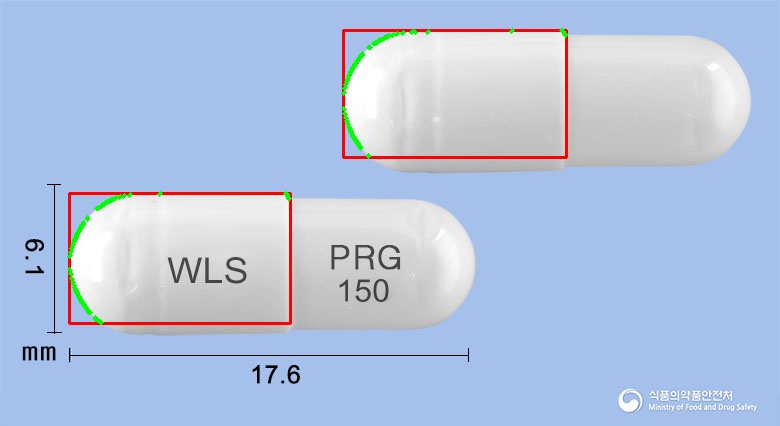 WLS
PRG
150
6.1
mm
17.6
식품의약품안전처
Ministry of Food and Drug Safety